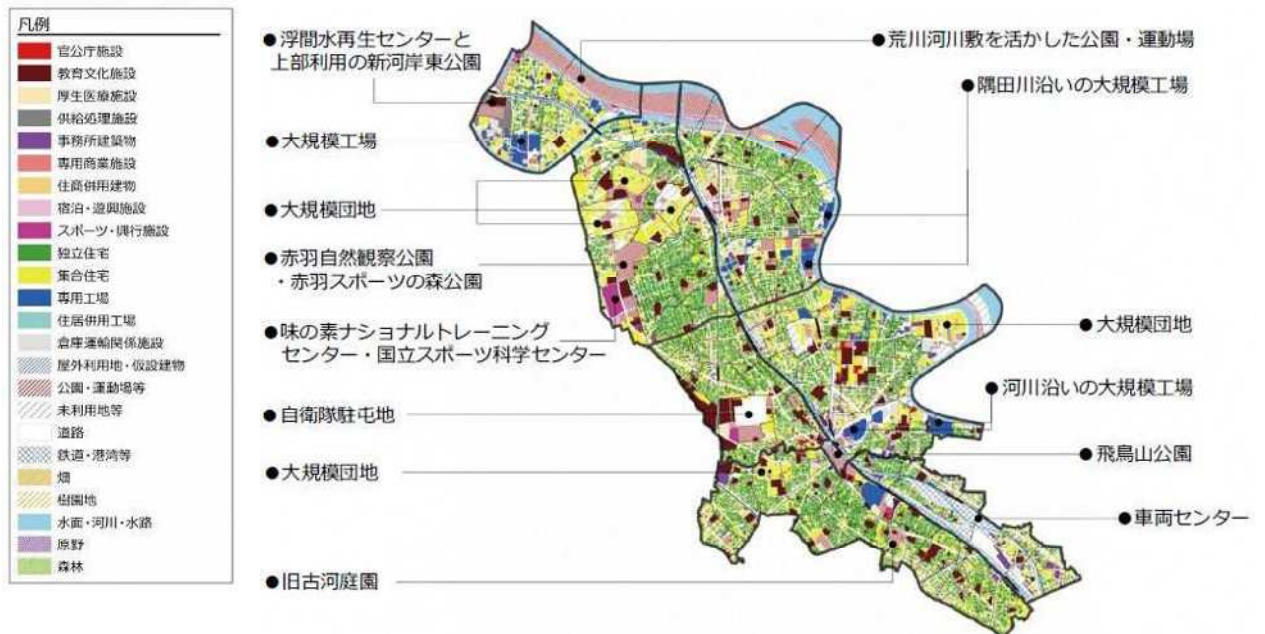 凡例
官公庁施設
教育文化施設
厚生医療施設
供給処理施設
事務所建築物
専用商業施設
住商併用建物
宿泊・遊興施設
スポーツ・興行施設
独立住宅
集合住宅
専用工場
住居併用工場
倉庫運輸関係施設
屋外利用地・仮設建物
公園・運動場等
未利用地等
道路
鉄道・港湾等
畑
樹園地
水面・河川・水路
原野
森林
●浮間水再生センターと
上部利用の新河岸東公園
●大規模工場
●大規模団地
●赤羽自然観察公園
・赤羽スポーツの森公園
●味の素ナショナルトレーニング
センター・国立スポーツ科学センター
●自衛隊駐屯地
●大規模団地
●旧古河庭園
●荒川河川敷を活かした公園・運動場
●隅田川沿いの大規模工場
●大規模団地
●河川沿いの大規模工場
●飛鳥山公園
●車両センター